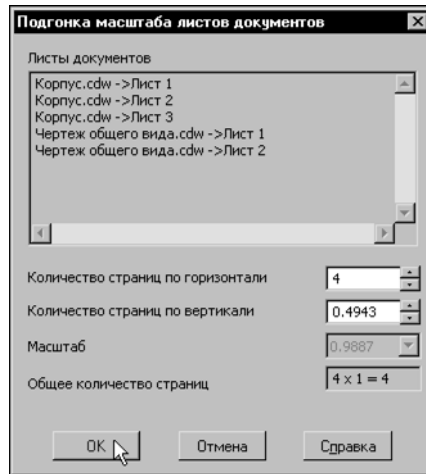 Подгонка масштаба листов документов
Листы документов
Корпус.cdw ->Лист 1
Корпус.cdw ->Лист 2
Корпус.cdw ->Лист 3
Чертеж общего вида.cdw ->Лист 1
Чертеж общего вида.cdw ->Лист 2
Количество страниц по горизонтали 4
Количество страниц по вертикали 0.4943
Масштаб 0.9887
Общее количество страниц 4 x 1 = 4
OK Отмена Справка